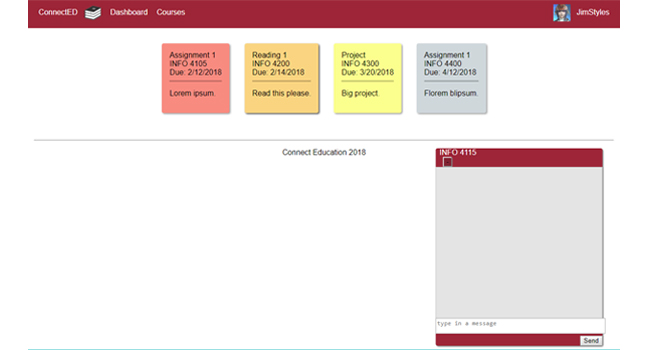 ConnectED Dashboard Courses JimStyles
Assignment 1
INFO 4105
Due: 2/12/2018
Lorem ipsum.
Reading 1
INFO 4200
Due: 2/14/2018
Read this please.
Project
INFO 4300
Due: 3/20/2018
Big project.
Assignment 1
INFO 4400
Due: 4/12/2018
Florem blipsum.
Connect Education 2018
INFO 4115
type in a message
Send